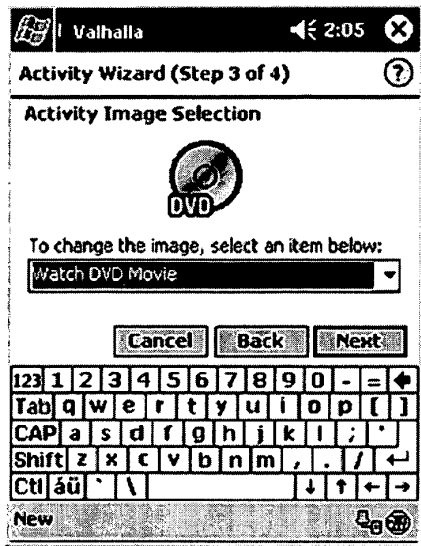 Valhalla 2:05
Activity Wizard (Step 3 of 4) ?
Activity Image Selection
DVD
To change the image, select an item below:
Watch DVD Movie
Cancel Back Next
123 1 2 3 4 5 6 7 8 9 0 - =
Tab q w e r t y u i o p [ ]
CAP a s d f g h j k l ; '
Shift z x c v b n m , . /
Ctl áü ` \
New